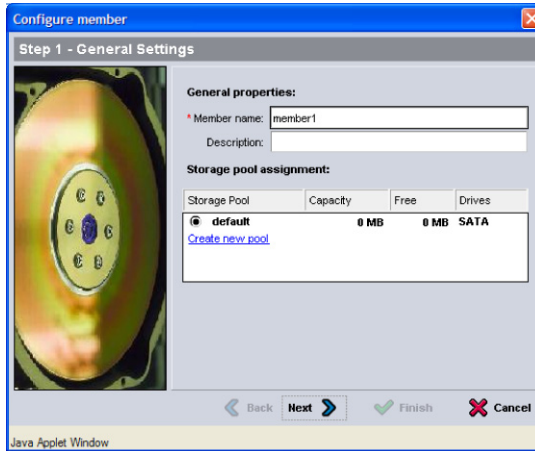 Configure member
Step 1 - General Settings
General properties:
* Member name: member1
Description:
Storage pool assignment:
Storage Pool Capacity Free Drives
default 0 MB 0 MB SATA
Create new pool
Back Next Finish Cancel
Java Applet Window